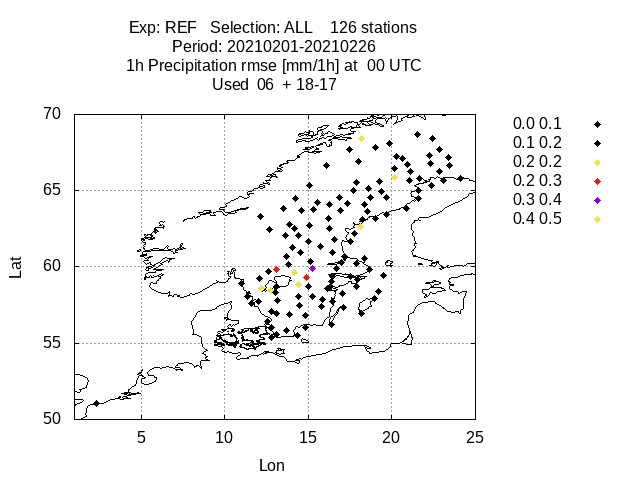 Exp: REF   Selection: ALL    126 stations
Period: 20210201-20210226
1h Precipitation rmse [mm/1h] at  00 UTC
Used  06  + 18-17
70
65
60
55
50
Lat
5 10 15 20 25
Lon
0.0 0.1
0.1 0.2
0.2 0.2
0.2 0.3
0.3 0.4
0.4 0.5